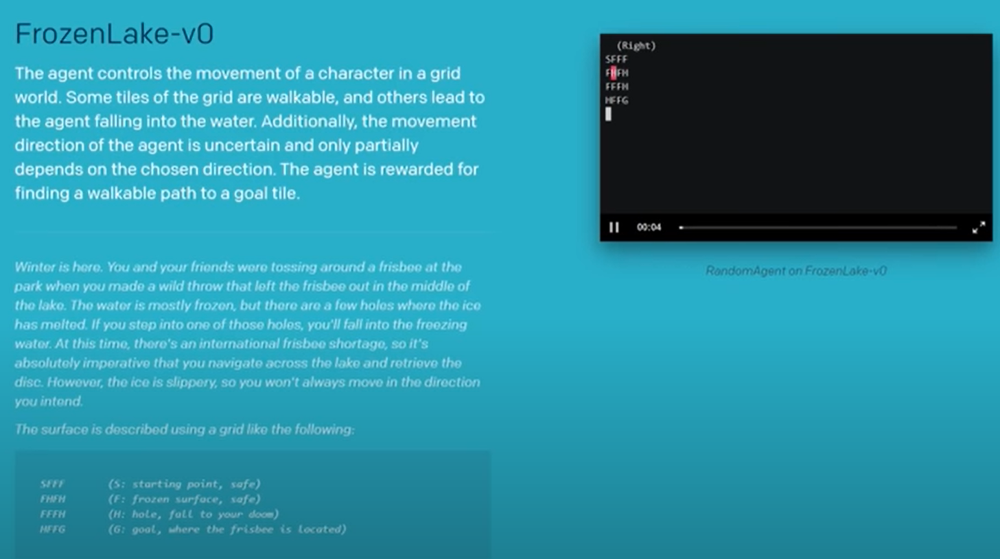 FrozenLake-v0
The agent controls the movement of a character in a grid
world. Some tiles of the grid are walkable, and others lead to
the agent falling into the water. Additionally, the movement
direction of the agent is uncertain and only partially
depends on the chosen direction. The agent is rewarded for
finding a walkable path to a goal tile.
Winter is here. You and your friends were tossing around a frisbee at the
park when you made a wild throw that left the frisbee out in the middle of
the lake. The water is mostly frozen, but there are a few holes where the ice
has melted. If you step into one of those holes, you'll fall into the freezing
water. At this time, there's an international frisbee shortage, so it's
absolutely imperative that you navigate across the lake and retrieve the
disc. However, the ice is slippery, so you won't always move in the direction
you intend.
The surface is described using a grid like the following:
SFFF (S: starting point, safe)
FHFH (F: frozen surface, safe)
FFFH (H: hole, fall to your doom)
HFFG (G: goal, where the frisbee is located)
(Right)
SFFF
FHFH
FFFH
HFFG
00:04
RandomAgent on FrozenLake-v0